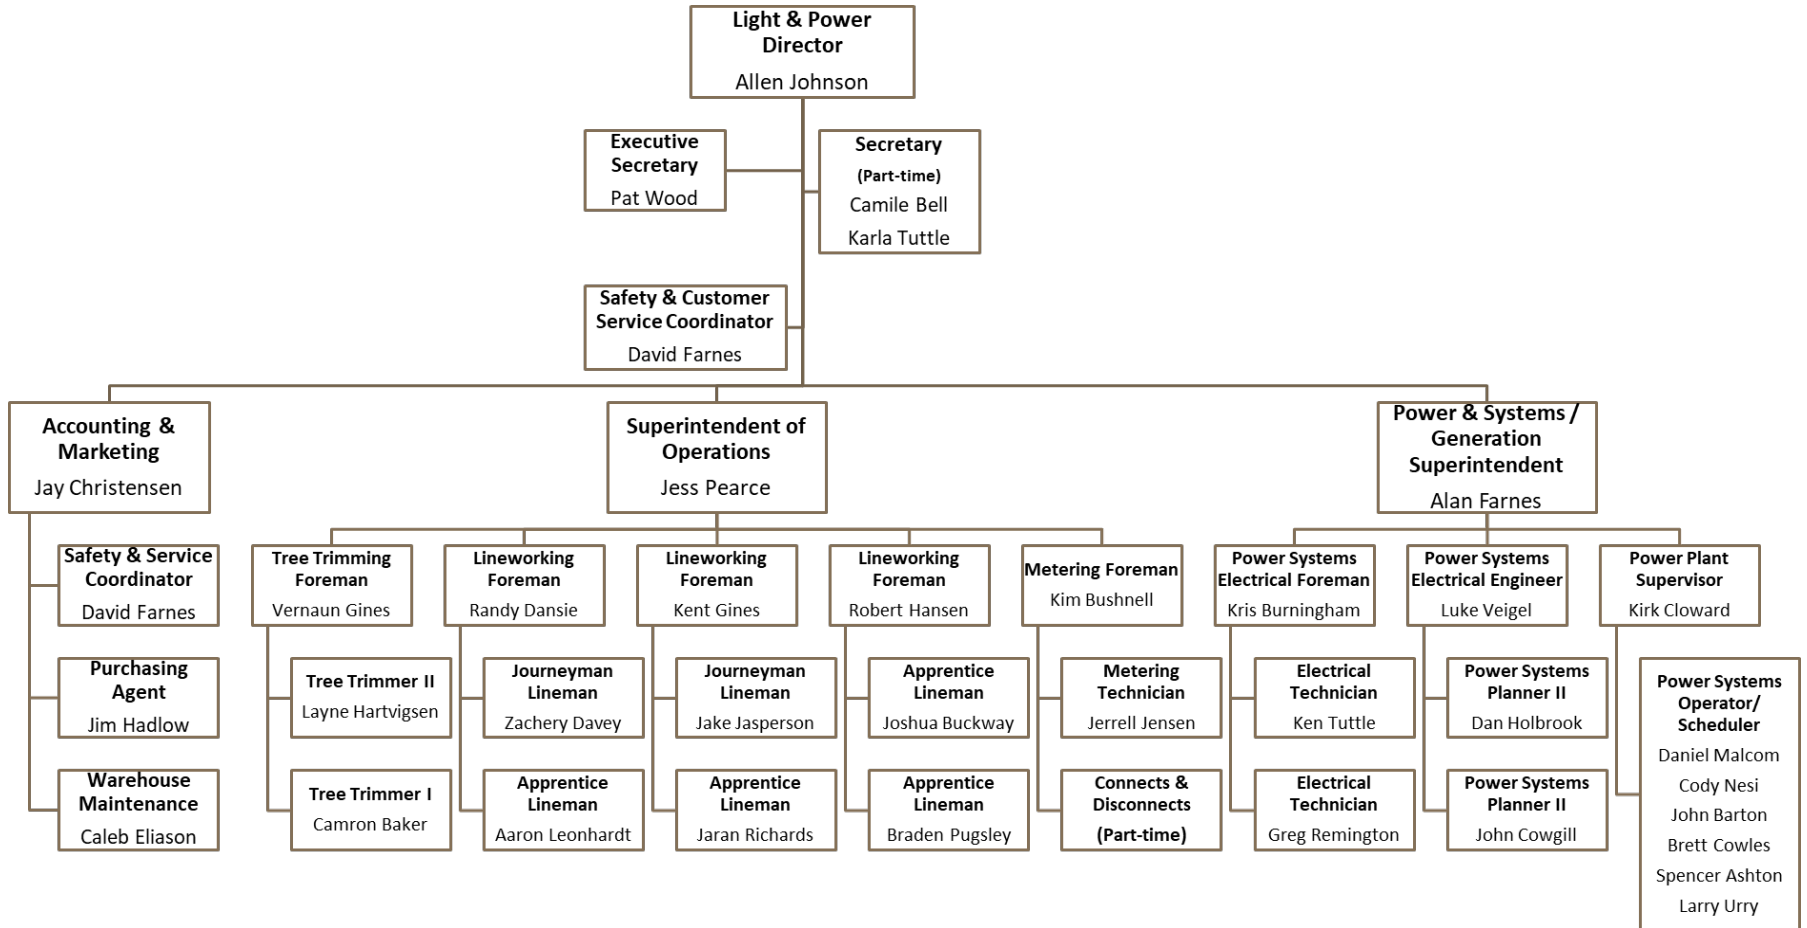 Light & Power
Director
Allen Johnson
Executive
Secretary
Pat Wood
Secretary
(Part-time)
Camile Bell
Karla Tuttle
Safety & Customer
Service Coordinator
David Farnes
Accounting &
Marketing
Jay Christensen
Superintendent of
Operations
Jess Pearce
Power & Systems /
Generation
Superintendent
Alan Farnes
Safety & Service
Coordinator
David Farnes
Purchasing
Agent
Jim Hadlow
Warehouse
Maintenance
Caleb Eliason
Tree Trimming
Foreman
Vernaun Gines
Tree Trimmer II
Layne Hartvigsen
Tree Trimmer I
Camron Baker
Lineworking
Foreman
Randy Dansie
Journeyman
Lineman
Zachery Davey
Apprentice
Lineman
Aaron Leonhardt
Lineworking
Foreman
Kent Gines
Journeyman
Lineman
Jake Jasperson
Apprentice
Lineman
Jaran Richards
Lineworking
Foreman
Robert Hansen
Apprentice
Lineman
Joshua Buckway
Apprentice
Lineman
Braden Pugsley
Metering Foreman
Kim Bushnell
Metering
Technician
Jerrell Jensen
Connects &
Disconnects
(Part-time)
Power Systems
Electrical Foreman
Kris Burningham
Electrical
Technician
Ken Tuttle
Electrical
Technician
Greg Remington
Power Systems
Electrical Engineer
Luke Veigel
Power Systems
Planner II
Dan Holbrook
Power Systems
Planner II
John Cowgill
Power Plant
Supervisor
Kirk Cloward
Power Systems
Operator/
Scheduler
Daniel Malcom
Cody Nesi
John Barton
Brett Cowles
Spencer Ashton
Larry Urry